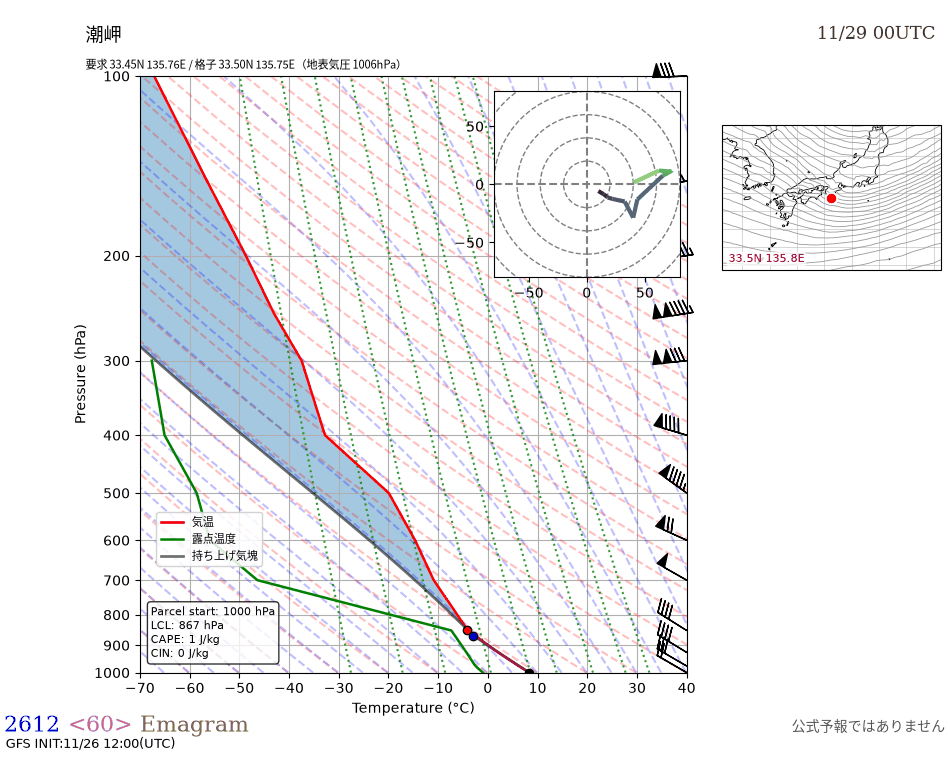 潮岬
11/29 00UTC
要求 33.45N 135.76E / 格子 33.50N 135.75E（地表気圧 1006hPa）
100
200
300
400
500
600
700
800
900
1000
Pressure (hPa)
50
0
−50
−50 0 50
33.5N 135.8E
気温
露点温度
持ち上げ気塊
Parcel start: 1000 hPa
LCL: 867 hPa
CAPE: 1 J/kg
CIN: 0 J/kg
−70 −60 −50 −40 −30 −20 −10 0 10 20 30 40
Temperature (°C)
2612 <60> Emagram
公式予報ではありません
GFS INIT:11/26 12:00(UTC)